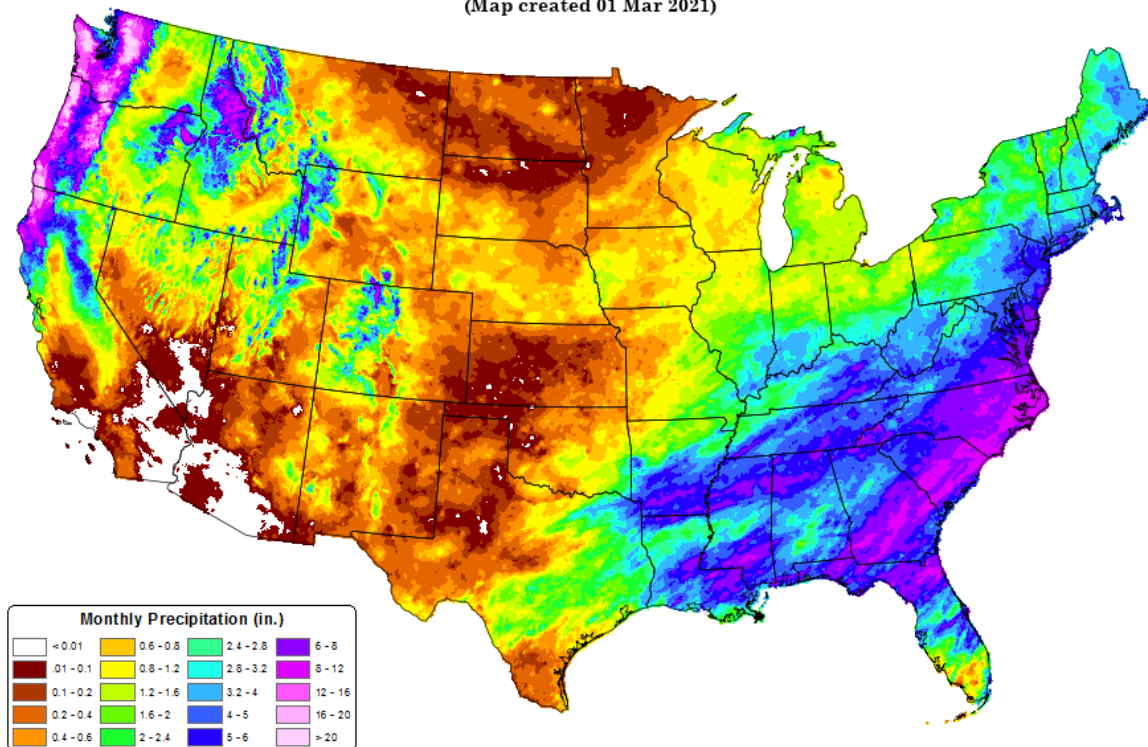 (Map created 01 Mar 2021)
Monthly Precipitation (in.)
< 0.01 0.6 - 0.8 2.4 - 2.8 6 - 8
.01 - 0.1 0.8 - 1.2 2.8 - 3.2 8 - 12
0.1 - 0.2 1.2 - 1.6 3.2 - 4 12 - 16
0.2 - 0.4 1.6 - 2 4 - 5 16 - 20
0.4 - 0.6 2 - 2.4 5 - 6 > 20